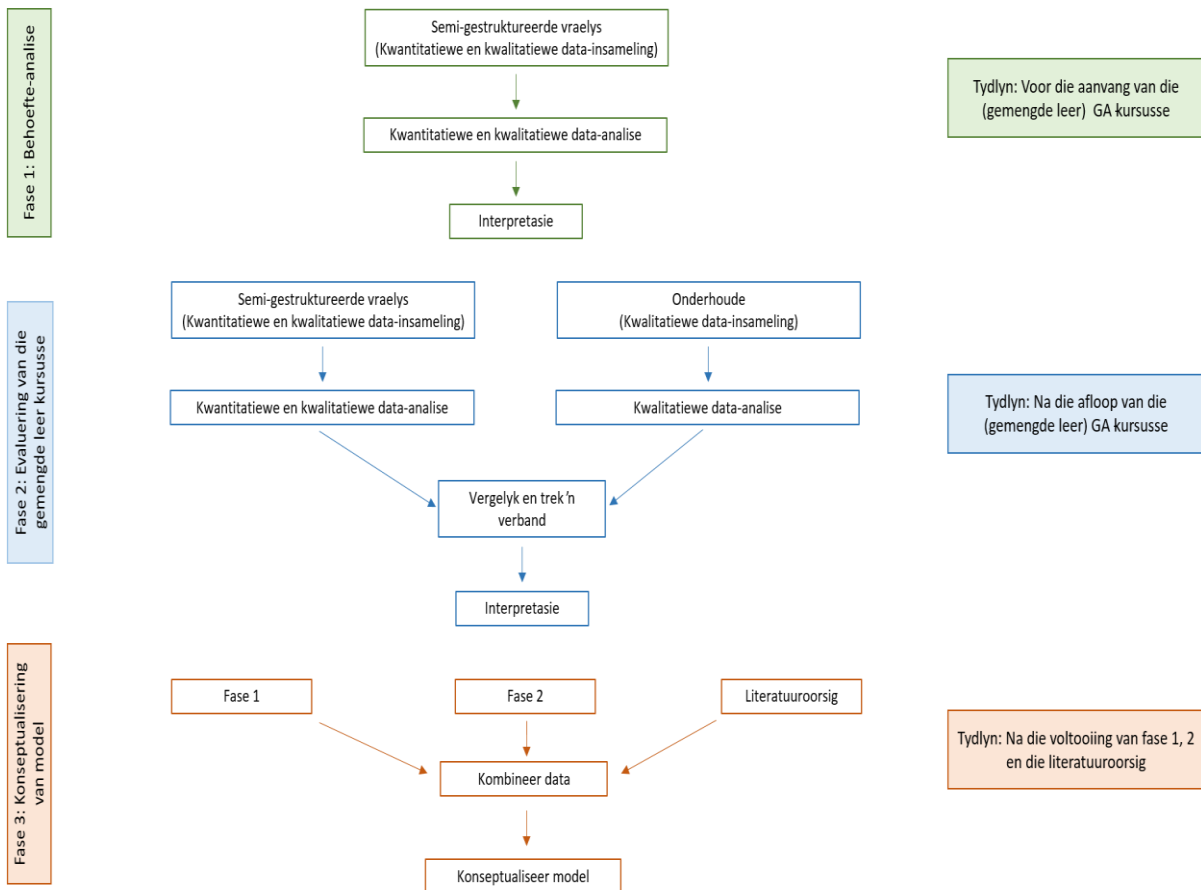 Fase 1: Behoefte-analise
Semi-gestruktureerde vraelys
(Kwantitatiewe en kwalitatiewe data-insameling)
Kwantitatiewe en kwalitatiewe data-analise
Interpretasie
Tydlyn: Voor die aanvang van die
(gemengde leer) GA kursusse
Fase 2: Evaluering van die
gemengde leer kursusse
Semi-gestruktureerde vraelys
(Kwantitatiewe en kwalitatiewe data-insameling)
Onderhoude
(Kwalitatiewe data-insameling)
Kwantitatiewe en kwalitatiewe data-analise
Kwalitatiewe data-analise
Vergelyk en trek 'n
verband
Interpretasie
Tydlyn: Na die afloop van die
(gemengde leer) GA kursusse
Fase 3: Konseptualisering
van model
Fase 1
Fase 2
Literatuuroorsig
Kombineer data
Konseptualiseer model
Tydlyn: Na die voltooiing van fase 1, 2
en die literatuuroorsig